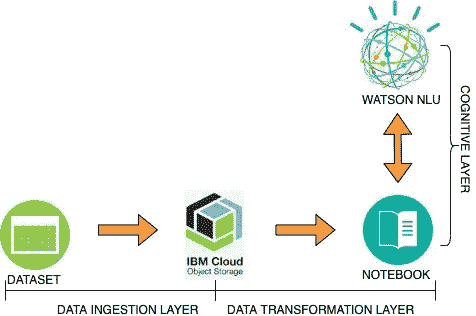 WATSON NLU
COGNITIVE LAYER
IBM Cloud
Object Storage
DATASET
NOTEBOOK
DATA INGESTION LAYER
DATA TRANSFORMATION LAYER